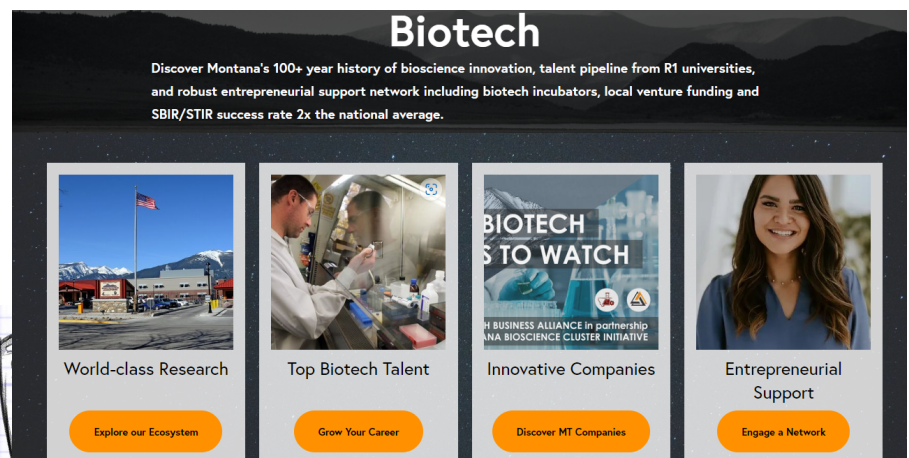 Biotech
Discover Montana's 100+ year history of bioscience innovation, talent pipeline from R1 universities,
and robust entrepreneurial support network including biotech incubators, local venture funding and
SBIR/STIR success rate 2x the national average.
BIOTECH
S TO WATCH
H BUSINESS ALLIANCE in partnership
ANA BIOSCIENCE CLUSTER INITIATIVE
World-class Research
Top Biotech Talent
Innovative Companies
Entrepreneurial
Support
Explore our Ecosystem
Grow Your Career
Discover MT Companies
Engage a Network